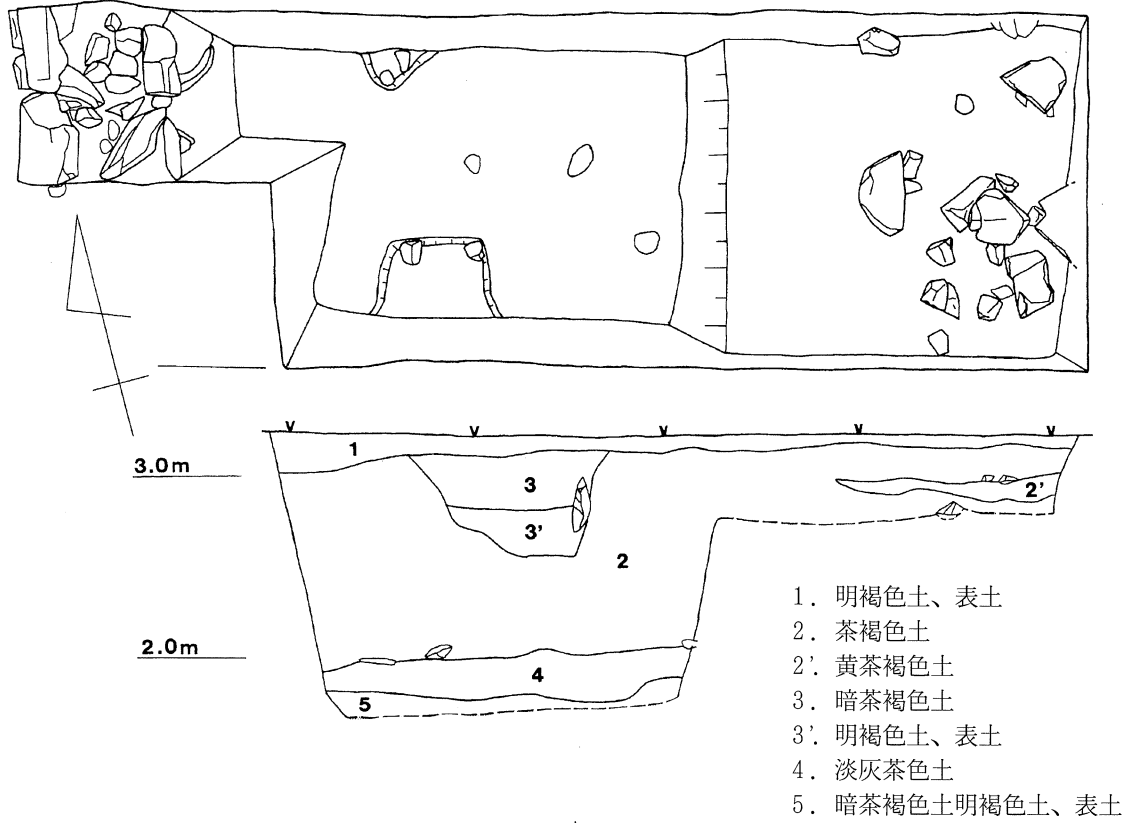 1
3.0m
3
2'
3'
2
2.0m
4
5
1. 明褐色土、表土
2. 茶褐色土
2'. 黄茶褐色土
3. 暗茶褐色土
3'. 明褐色土、表土
4. 淡灰茶色土
5. 暗茶褐色土明褐色土、表土